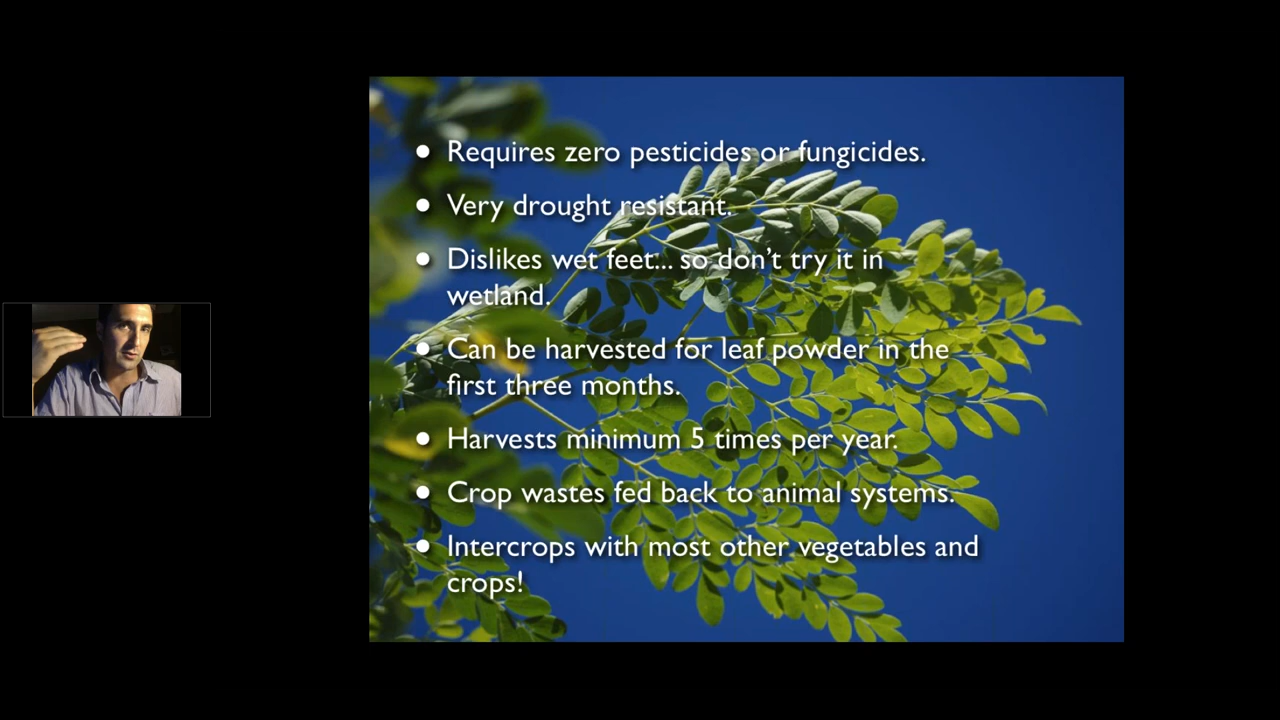 • Requires zero pesticides or fungicides.
• Very drought resistant.
• Dislikes wet feet... so don't try it in
wetland.
• Can be harvested for leaf powder in the
first three months.
• Harvests minimum 5 times per year.
• Crop wastes fed back to animal systems.
• Intercrops with most other vegetables and
crops!